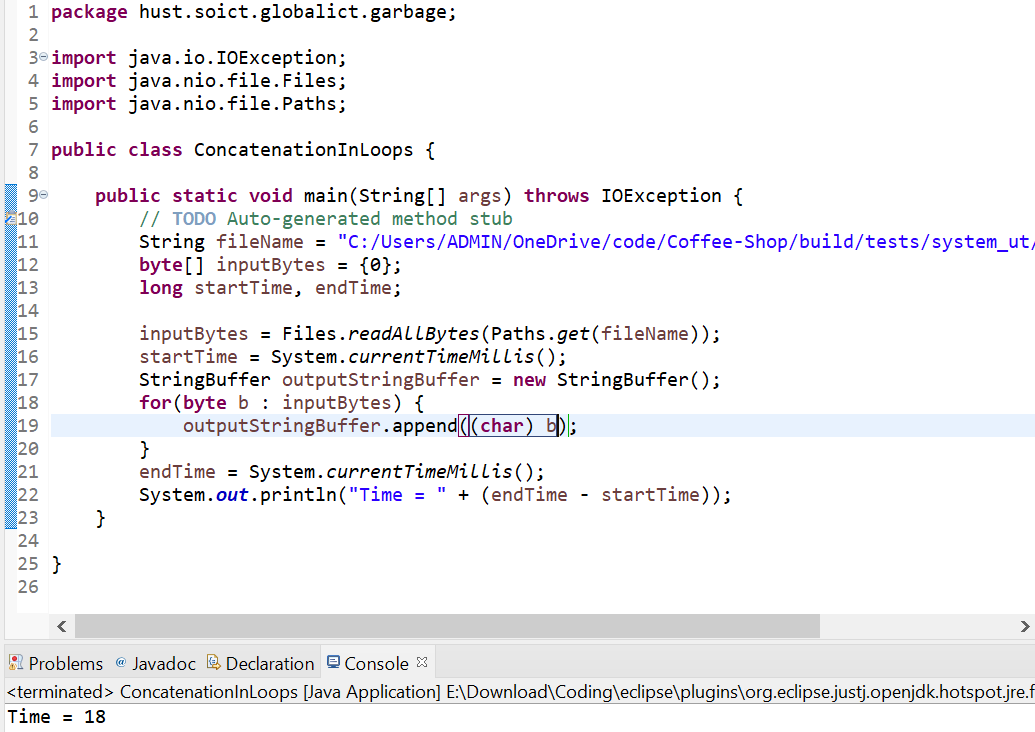 1 package hust.soict.globalict.garbage;
2
3 import java.io.IOException;
4 import java.nio.file.Files;
5 import java.nio.file.Paths;
6
7 public class ConcatenationInLoops {
8
9     public static void main(String[] args) throws IOException {
10         // TODO Auto-generated method stub
11         String fileName = "C:/Users/ADMIN/OneDrive/code/Coffee-Shop/build/tests/system_ut/
12         byte[] inputBytes = {0};
13         long startTime, endTime;
14
15         inputBytes = Files.readAllBytes(Paths.get(fileName));
16         startTime = System.currentTimeMillis();
17         StringBuffer outputStringBuffer = new StringBuffer();
18         for(byte b : inputBytes) {
19             outputStringBuffer.append((char) b);
20         }
21         endTime = System.currentTimeMillis();
22         System.out.println("Time = " + (endTime - startTime));
23     }
24
25 }
26
Problems @ Javadoc Declaration Console
<terminated> ConcatenationInLoops [Java Application] E:\Download\Coding\eclipse\plugins\org.eclipse.justj.openjdk.hotspot.jre.f
Time = 18